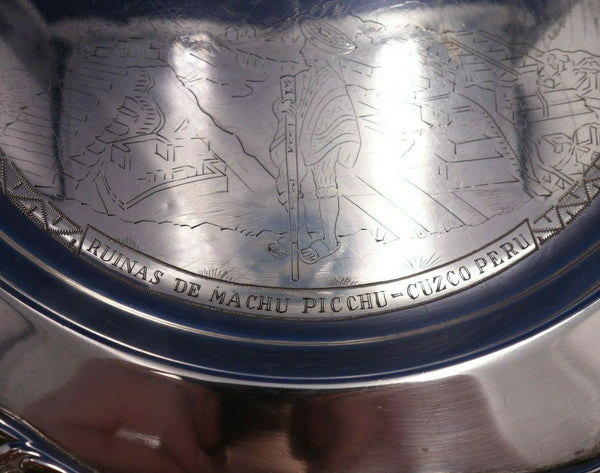 RUINAS DE MACHU PICCHU=CUZCO PERU